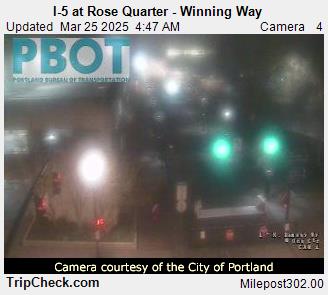 I-5 at Rose Quarter - Winning Way
Updated Mar 25 2025 4:47 AM Camera 4
PBOT
PORTLAND BUREAU OF TRANSPORTATION
Camera courtesy of the City of Portland
TripCheck.com Milepost302.00